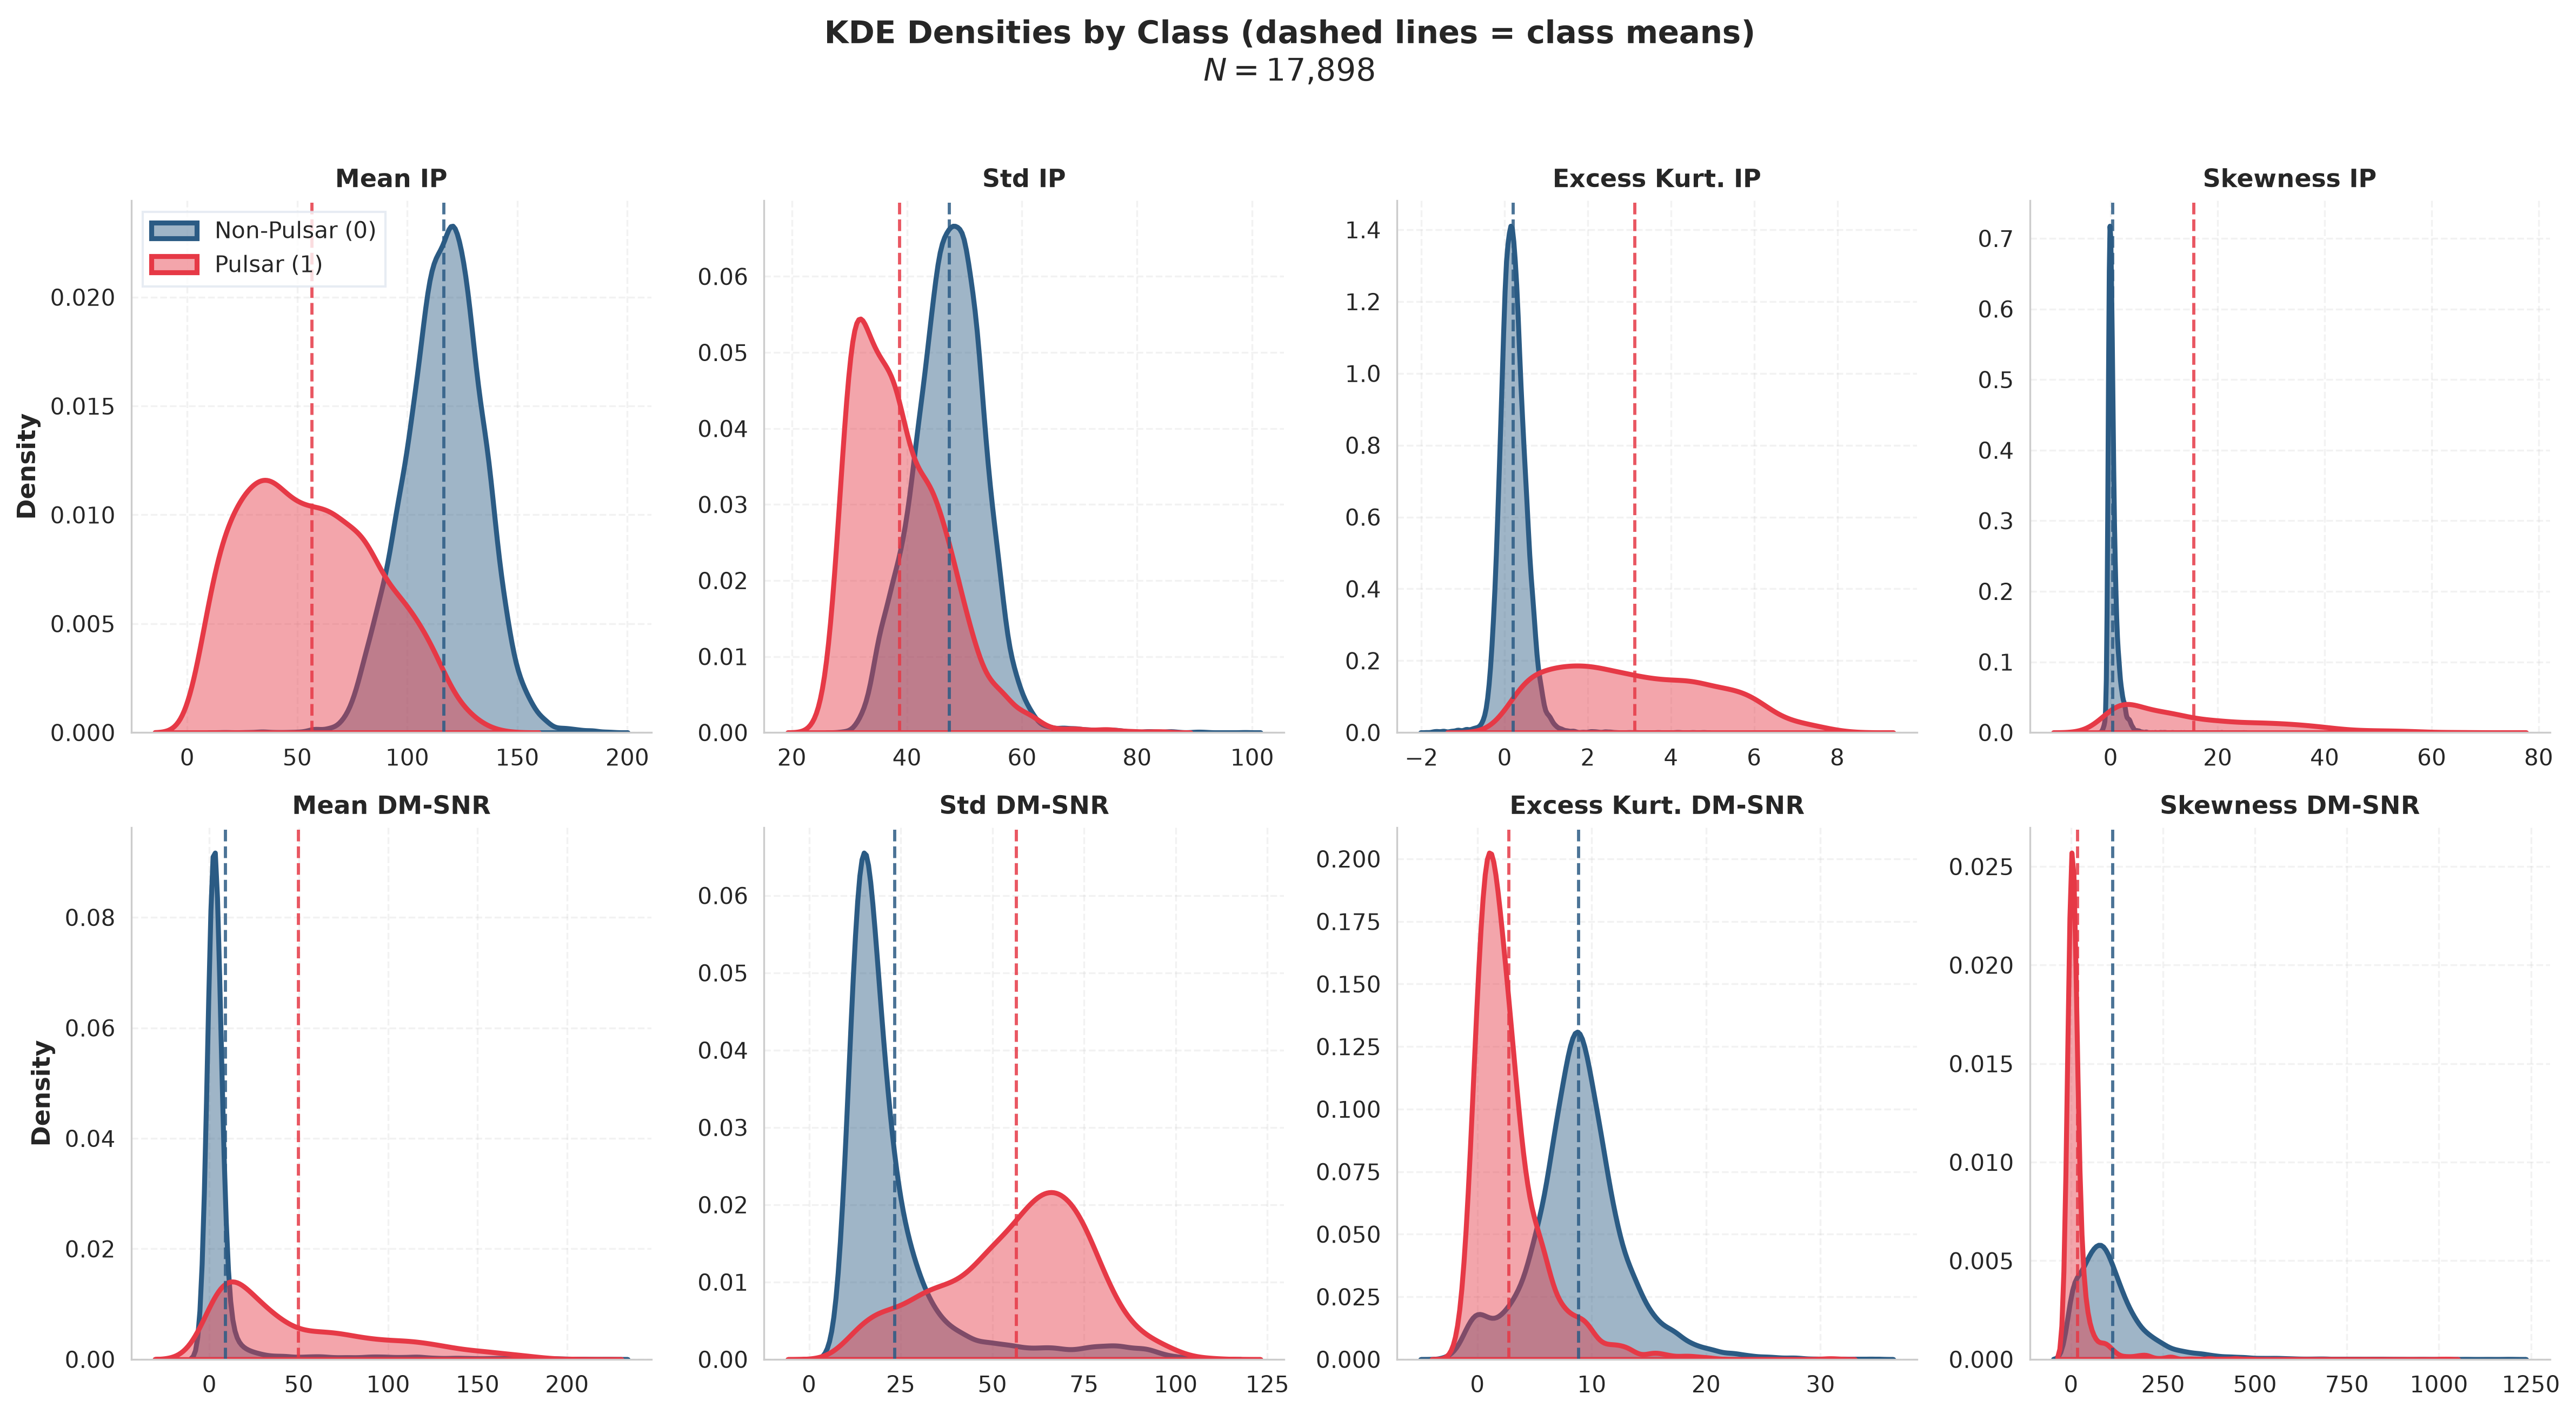 KDE Densities by Class (dashed lines = class means)
N = 17,898
Mean IP
Non-Pulsar (0)
Pulsar (1)
Density
0.020
0.015
0.010
0.005
0.000
0 50 100 150 200
Std IP
0.06
0.05
0.04
0.03
0.02
0.01
0.00
20 40 60 80 100
Excess Kurt. IP
1.4
1.2
1.0
0.8
0.6
0.4
0.2
0.0
−2 0 2 4 6 8
Skewness IP
0.7
0.6
0.5
0.4
0.3
0.2
0.1
0.0
0 20 40 60 80
Mean DM-SNR
Density
0.08
0.06
0.04
0.02
0.00
0 50 100 150 200
Std DM-SNR
0.06
0.05
0.04
0.03
0.02
0.01
0.00
0 25 50 75 100 125
Excess Kurt. DM-SNR
0.200
0.175
0.150
0.125
0.100
0.075
0.050
0.025
0.000
0 10 20 30
Skewness DM-SNR
0.025
0.020
0.015
0.010
0.005
0.000
0 250 500 750 1000 1250